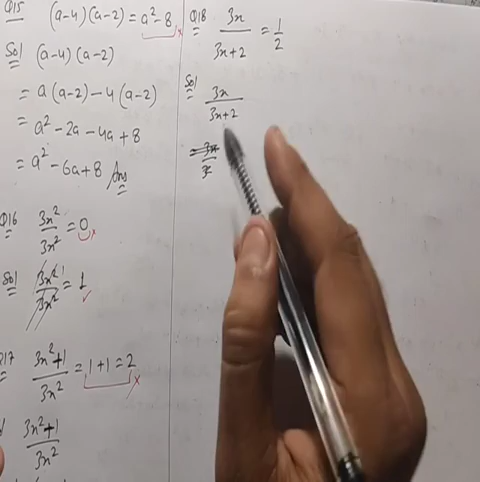 Q15 (a-4)(a-2) = a²-8 x
Sol (a-4)(a-2)
= a(a-2)-4(a-2)
= a²-2a-4a+8
= a²-6a+8 Ans
Q16 3x²/3x² = 0 x
Sol 3x²/3x² = 1 ✓
Q17 3x²+1/3x² = 1+1=2 x
3x²+1/3x²
Q18 3x/3x+2 = 1/2
Sol 3x/3x+2